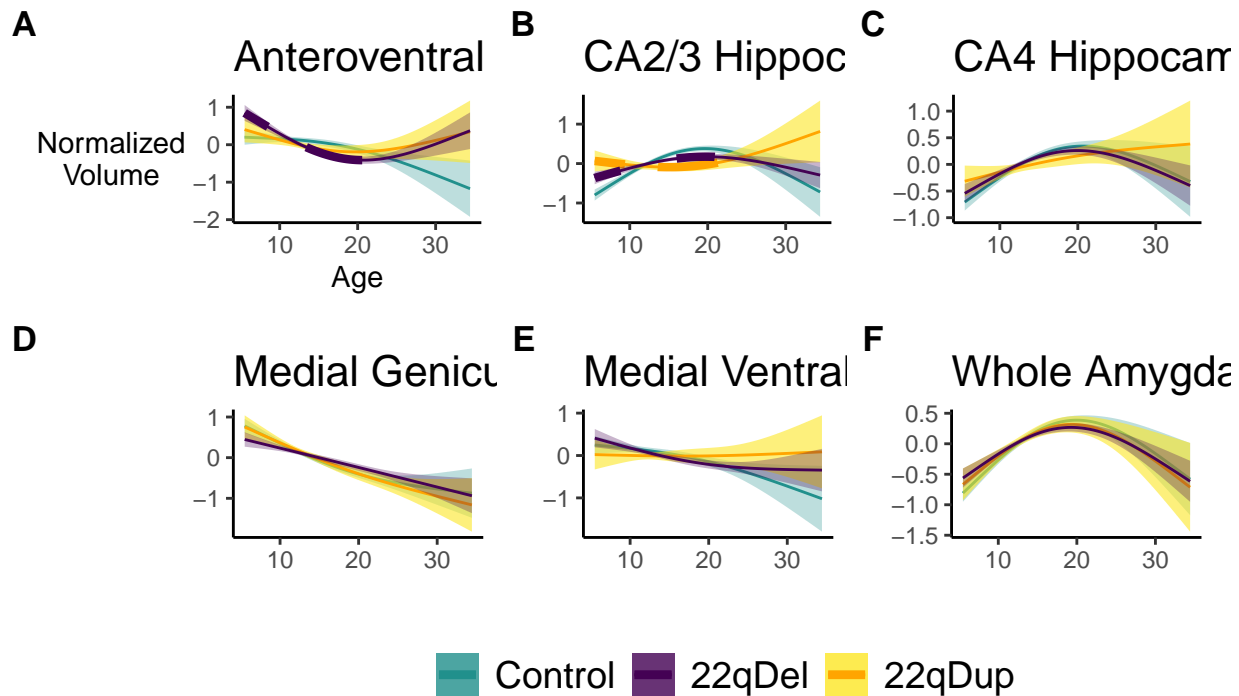 A
Anteroventral
1
0
−1
−2
10
20
30
Normalized
Volume
Age
B
CA2/3 Hippoc
1
0
−1
10
20
30
C
CA4 Hippocam
1.0
0.5
0.0
−0.5
−1.0
10
20
30
D
Medial Genicu
1
0
−1
10
20
30
E
Medial Ventral
1
0
−1
10
20
30
F
Whole Amygda
0.5
0.0
−0.5
−1.0
−1.5
10
20
30
Control
22qDel
22qDup